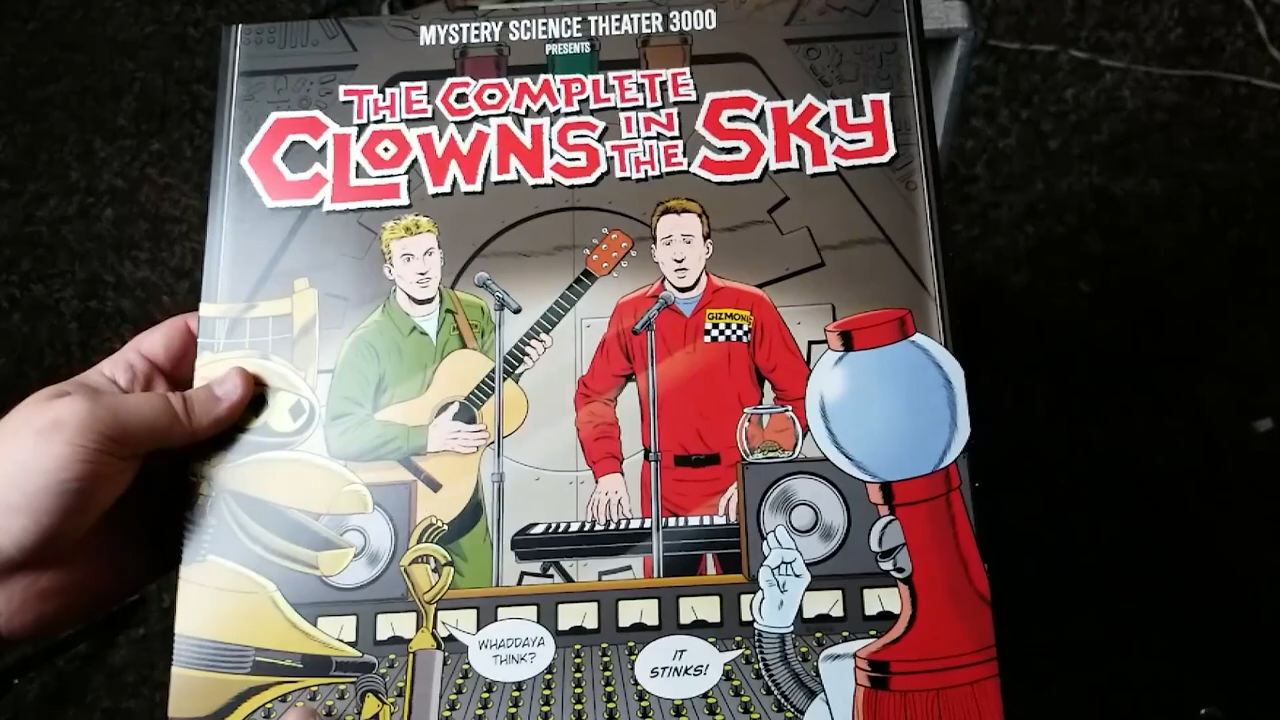 MYSTERY SCIENCE THEATER 3000
PRESENTS
THE COMPLETE
CLOWNS IN THE SKY
GIZMONIC
WHADDAYA
THINK?
IT
STINKS!